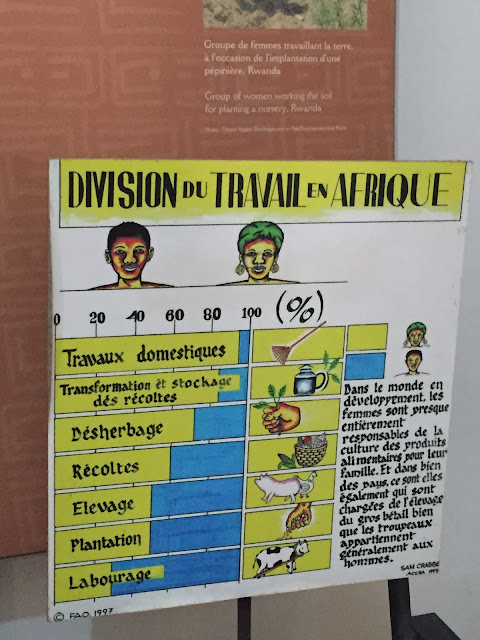 Groupe de femmes travaillant la terre,
à l'occasion de l'implantation d'une
pépinière, Rwanda
Group of women working the soil
for planting a nursery, Rwanda
DIVISION DU TRAVAIL EN AFRIQUE
0 20 40 60 80 100 (%)
Travaux domestiques
Transformation et stockage
dés récoltes
Désherbage
Récoltes
Elevage
Plantation
Labourage
Dans le monde en
développement, les
femmes sont presque
entièrement
responsables de la
culture des produits
alimentaires pour leur
famille. Et dans bien
des pays, ce sont elles
également qui sont
chargées de l'élevage
du gros bétail bien
que les troupeaux
appartiennent
généralement aux
hommes.
SAM CRABBE
© FAO 1997